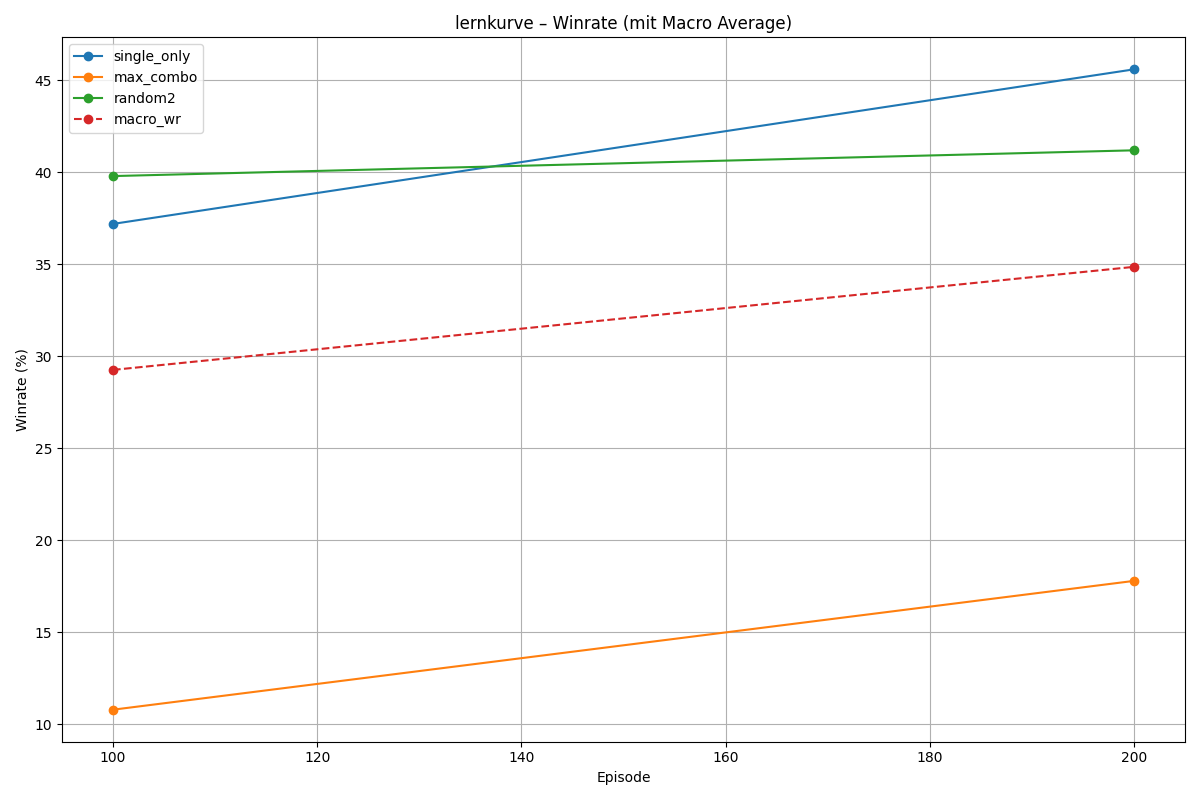 lernkurve – Winrate (mit Macro Average)
single_only
max_combo
random2
macro_wr
Winrate (%)
45
40
35
30
25
20
15
10
100 120 140 160 180 200
Episode